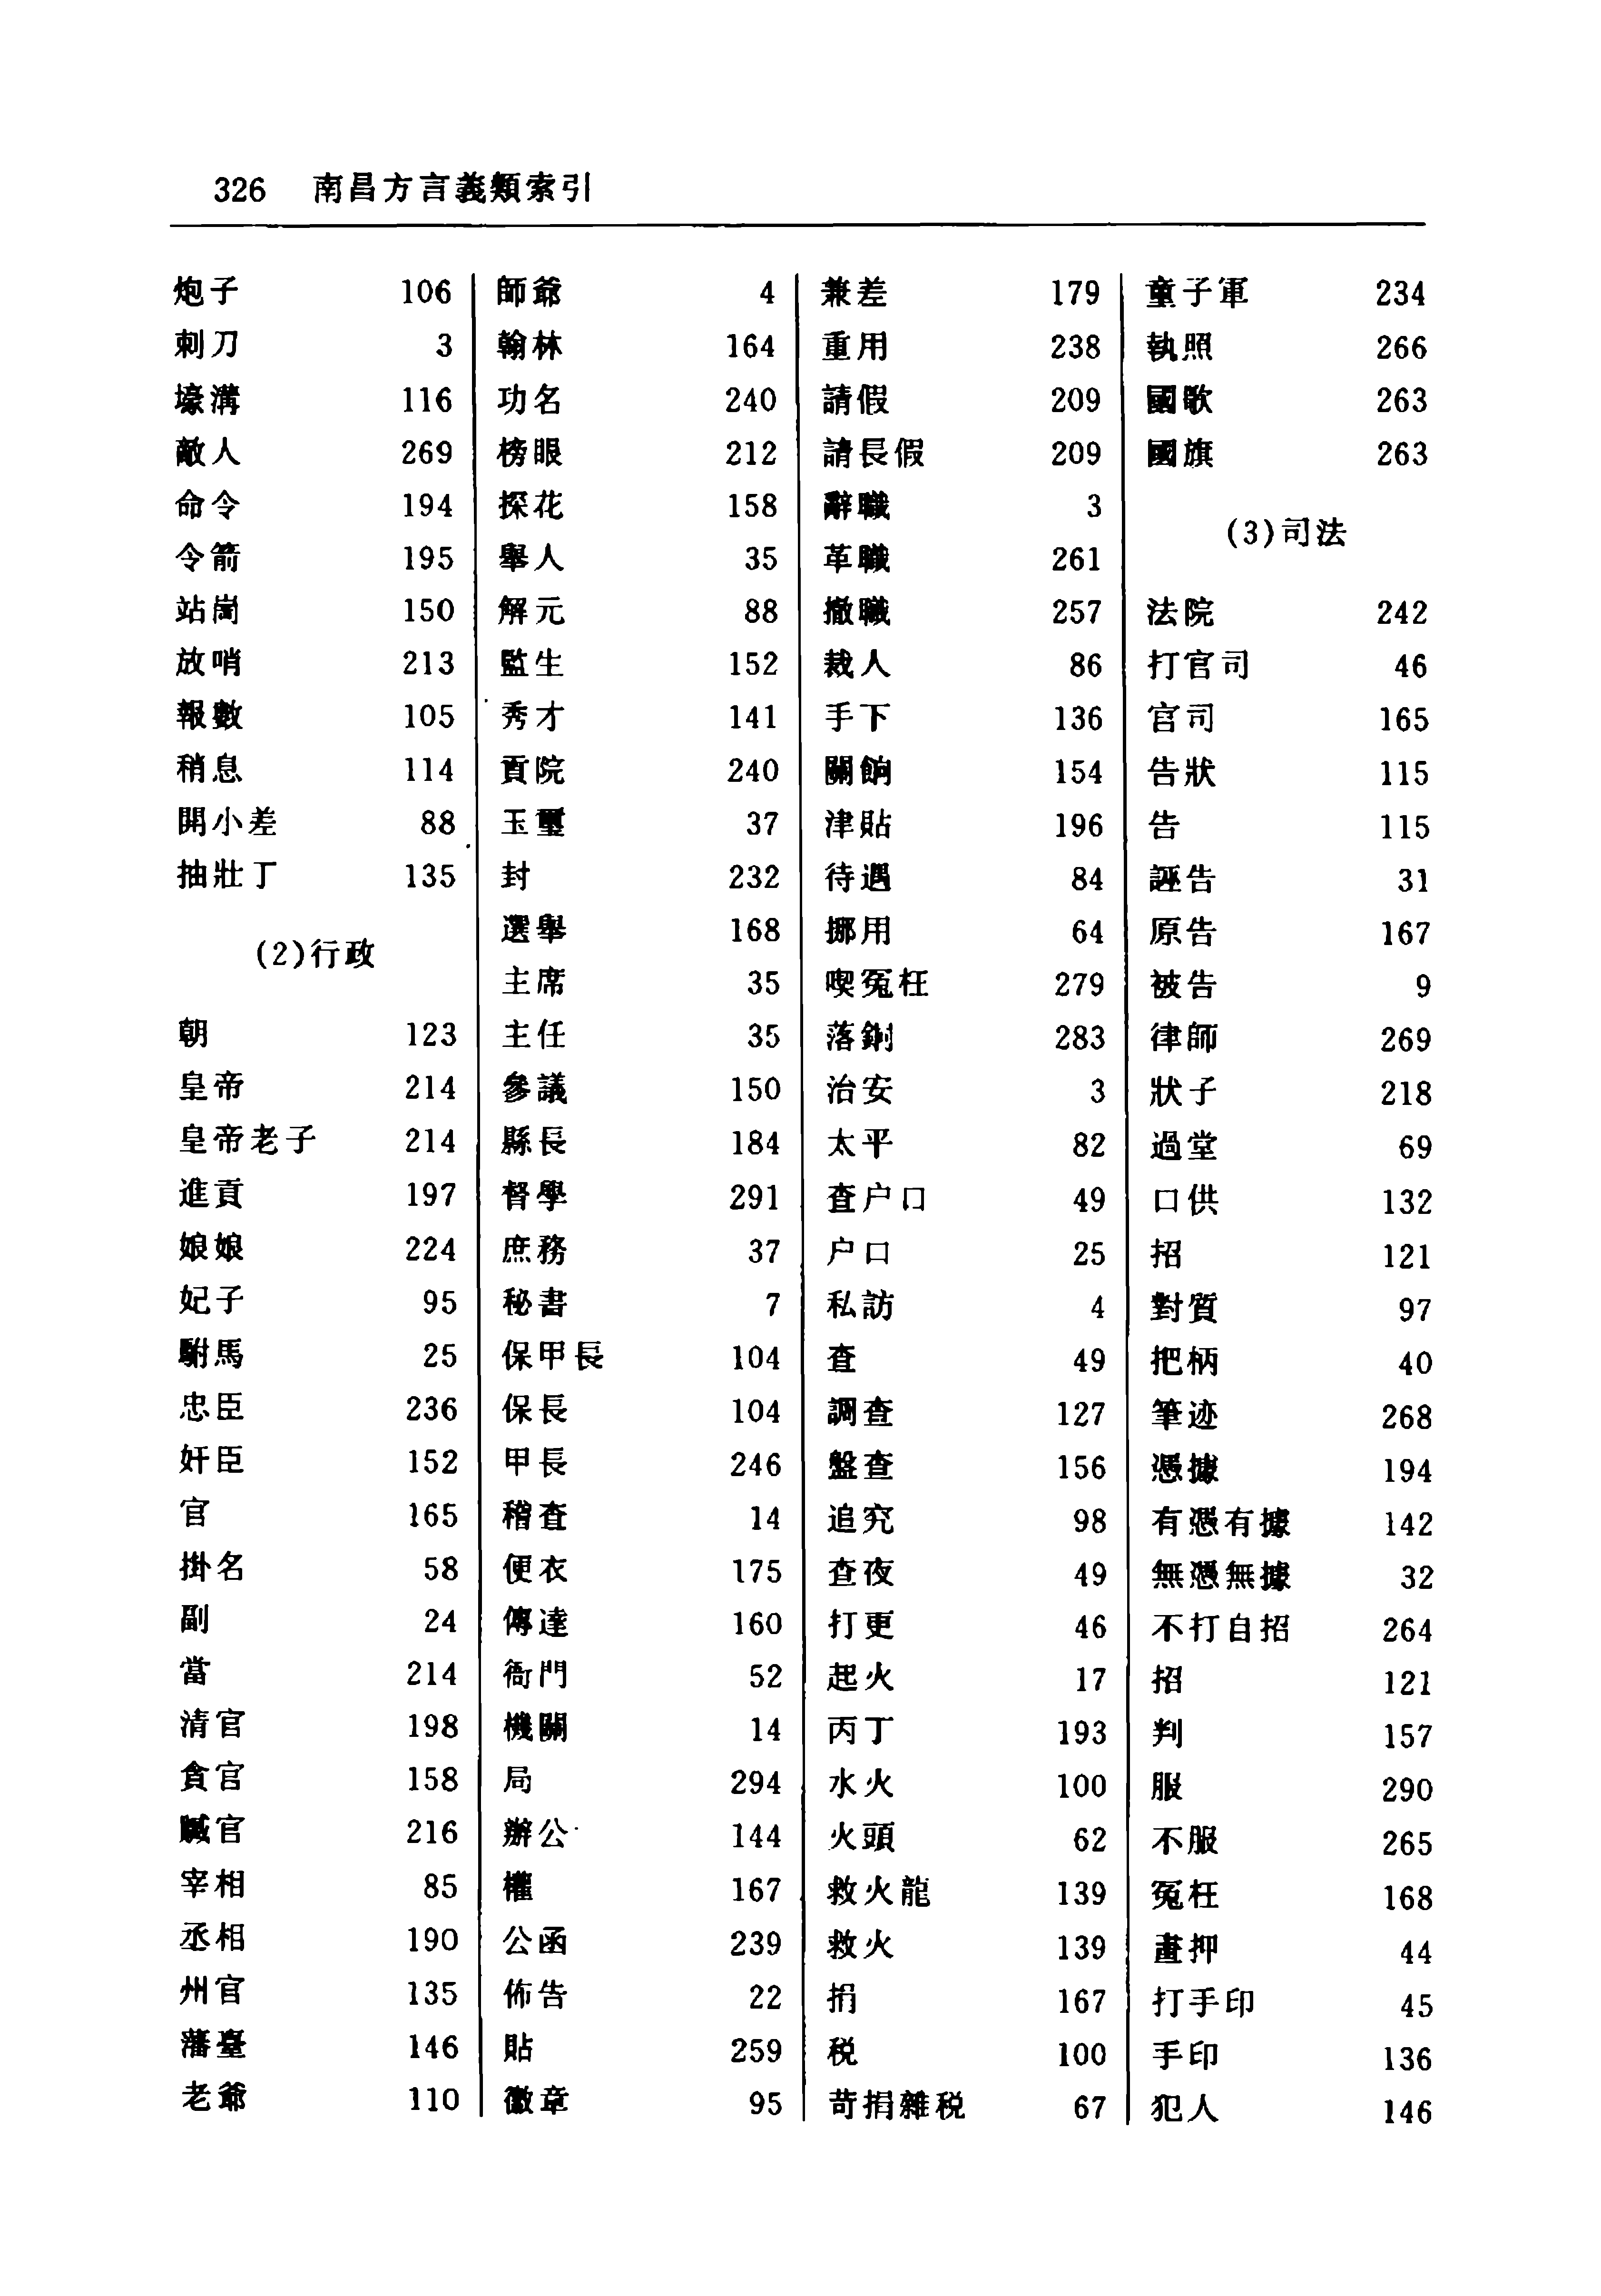 326 南昌方言義類索引
炮子 106
刺刀 3
壕溝 116
敵人 269
命令 194
令箭 195
站崗 150
放哨 213
報數 105
稍息 114
開小差 88
抽壯丁 135
(2)行政
朝 123
皇帝 214
皇帝老子 214
進貢 197
娘娘 224
妃子 95
駙馬 25
忠臣 236
奸臣 152
官 165
掛名 58
副 24
當 214
清官 198
貪官 158
贓官 216
宰相 85
丞相 190
州官 135
藩臺 146
老爺 110
師爺 4
翰林 164
功名 240
榜眼 212
探花 158
舉人 35
解元 88
監生 152
秀才 141
貢院 240
玉璽 37
封 232
選舉 168
主席 35
主任 35
參議 150
縣長 184
督學 291
庶務 37
秘書 7
保甲長 104
保長 104
甲長 246
稽查 14
便衣 175
傳達 160
衙門 52
機關 14
局 294
辦公 144
權 167
公函 239
佈告 22
貼 259
徽章 95
兼差 179
重用 238
請假 209
請長假 209
辭職 3
革職 261
撤職 257
裁人 86
手下 136
關餉 154
津貼 196
待遇 84
挪用 64
喫冤枉 279
落銅 283
治安 3
太平 82
查户口 49
户口 25
私訪 4
查 49
調查 127
盤查 156
追究 98
查夜 49
打更 46
起火 17
丙丁 193
水火 100
火頭 62
救火龍 139
救火 139
捐 167
税 100
苛捐雜税 67
童子軍 234
執照 266
國歌 263
國旗 263
(3)司法
法院 242
打官司 46
官司 165
告狀 115
告 115
誣告 31
原告 167
被告 9
律師 269
狀子 218
過堂 69
口供 132
招 121
對質 97
把柄 40
筆迹 268
憑據 194
有憑有據 142
無憑無據 32
不打自招 264
招 121
判 157
服 290
不服 265
冤枉 168
畫押 44
打手印 45
手印 136
犯人 146